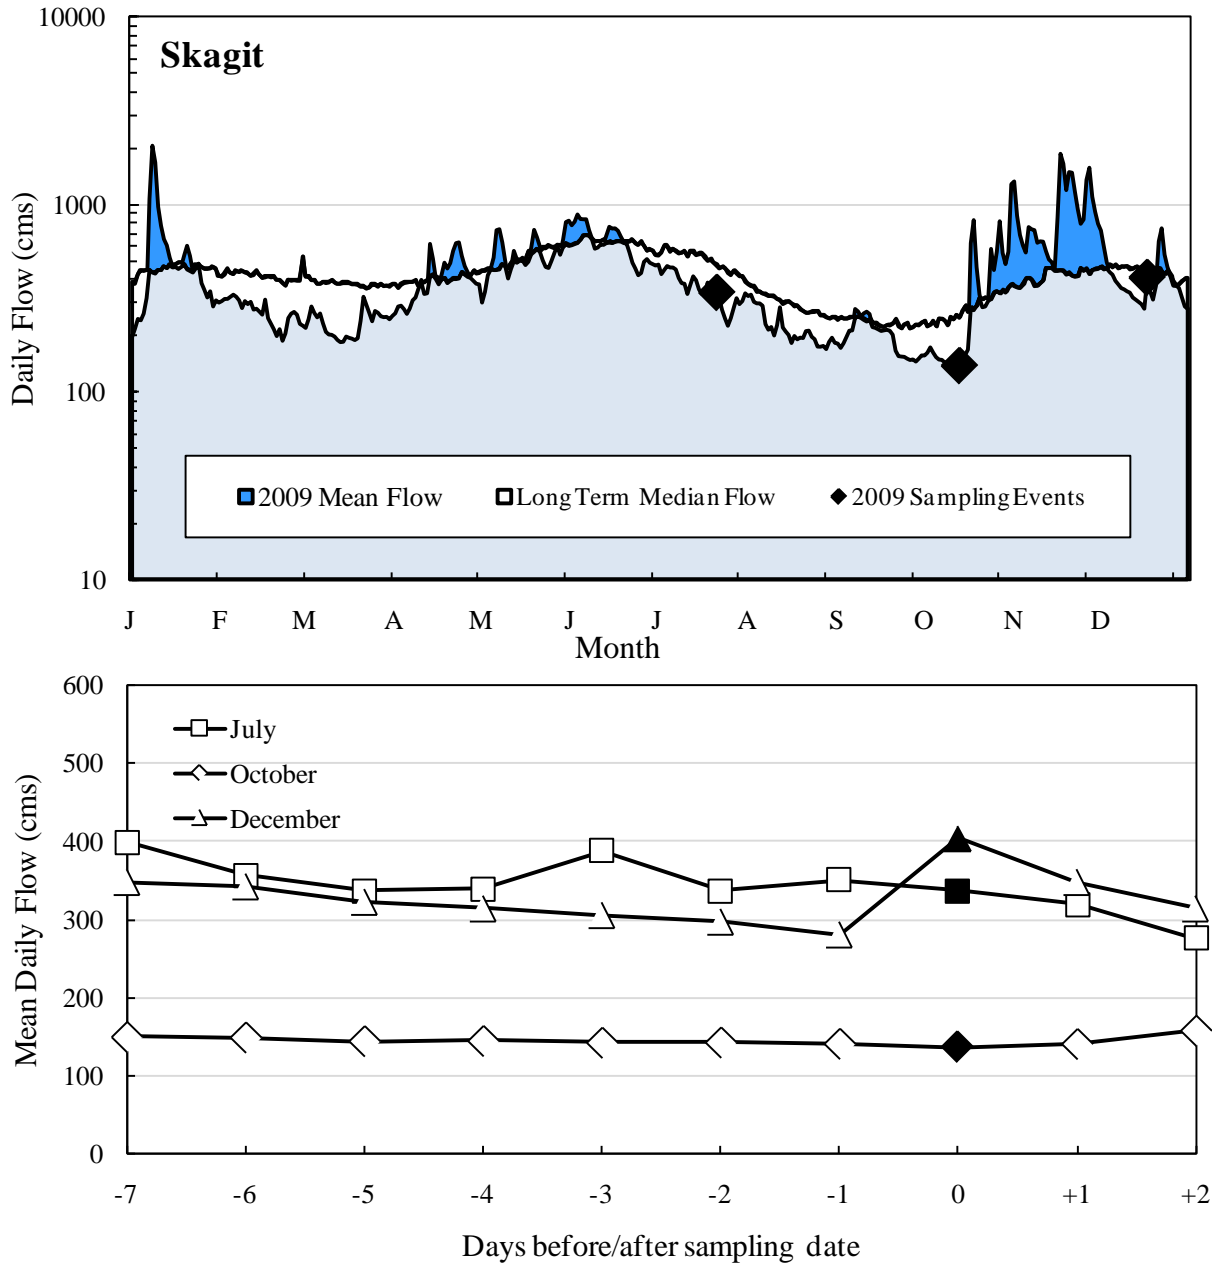 10000
Skagit
1000
100
10
Daily Flow (cms)
2009 Mean Flow
Long Term Median Flow
2009 Sampling Events
J F M A M J J A S O N D
Month
600
500
400
300
200
100
0
Mean Daily Flow (cms)
July
October
December
-7 -6 -5 -4 -3 -2 -1 0 +1 +2
Days before/after sampling date